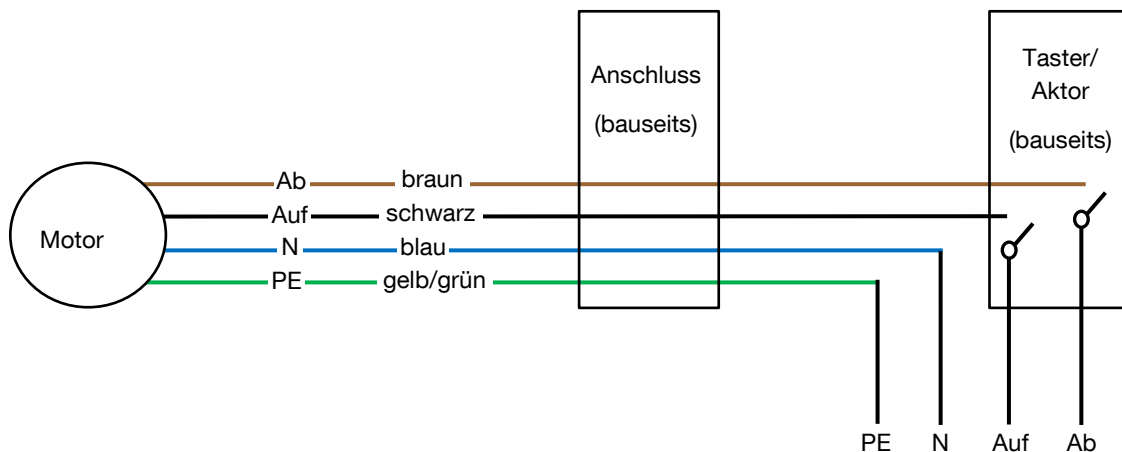 Anschluss
(bauseits)
Taster/
Aktor
(bauseits)
Motor
Ab braun
Auf schwarz
N blau
PE gelb/grün
PE N Auf Ab